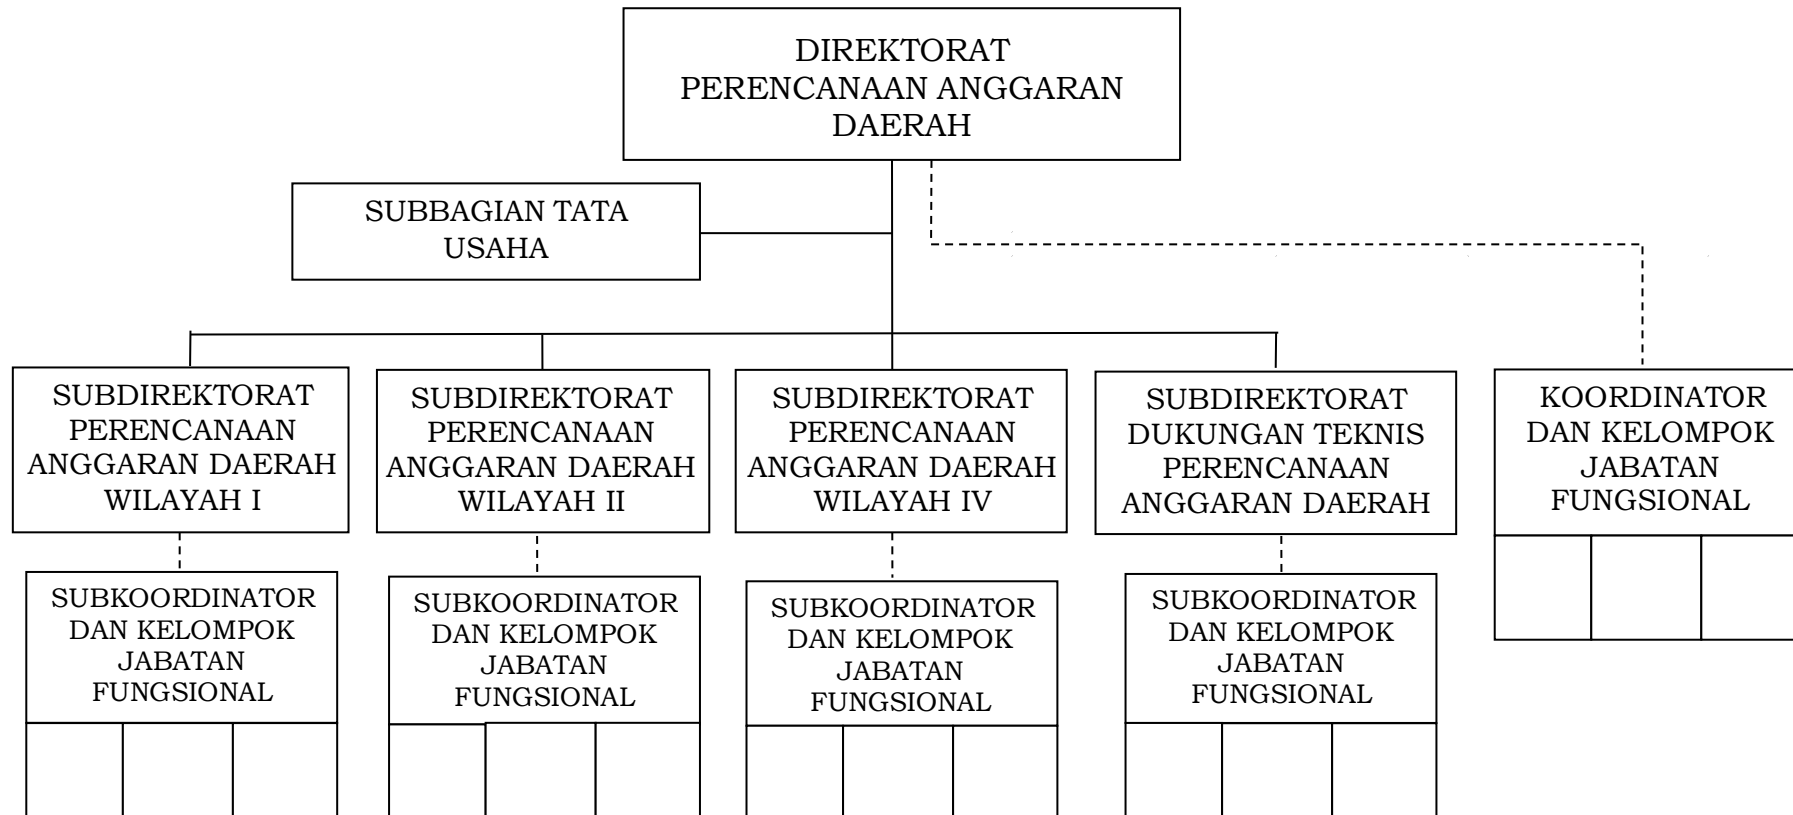 DIREKTORAT
PERENCANAAN ANGGARAN
DAERAH
SUBBAGIAN TATA
USAHA
SUBDIREKTORAT
PERENCANAAN
ANGGARAN DAERAH
WILAYAH I
SUBDIREKTORAT
PERENCANAAN
ANGGARAN DAERAH
WILAYAH II
SUBDIREKTORAT
PERENCANAAN
ANGGARAN DAERAH
WILAYAH IV
SUBDIREKTORAT
DUKUNGAN TEKNIS
PERENCANAAN
ANGGARAN DAERAH
KOORDINATOR
DAN KELOMPOK
JABATAN
FUNGSIONAL
SUBKOORDINATOR
DAN KELOMPOK
JABATAN
FUNGSIONAL
SUBKOORDINATOR
DAN KELOMPOK
JABATAN
FUNGSIONAL
SUBKOORDINATOR
DAN KELOMPOK
JABATAN
FUNGSIONAL
SUBKOORDINATOR
DAN KELOMPOK
JABATAN
FUNGSIONAL